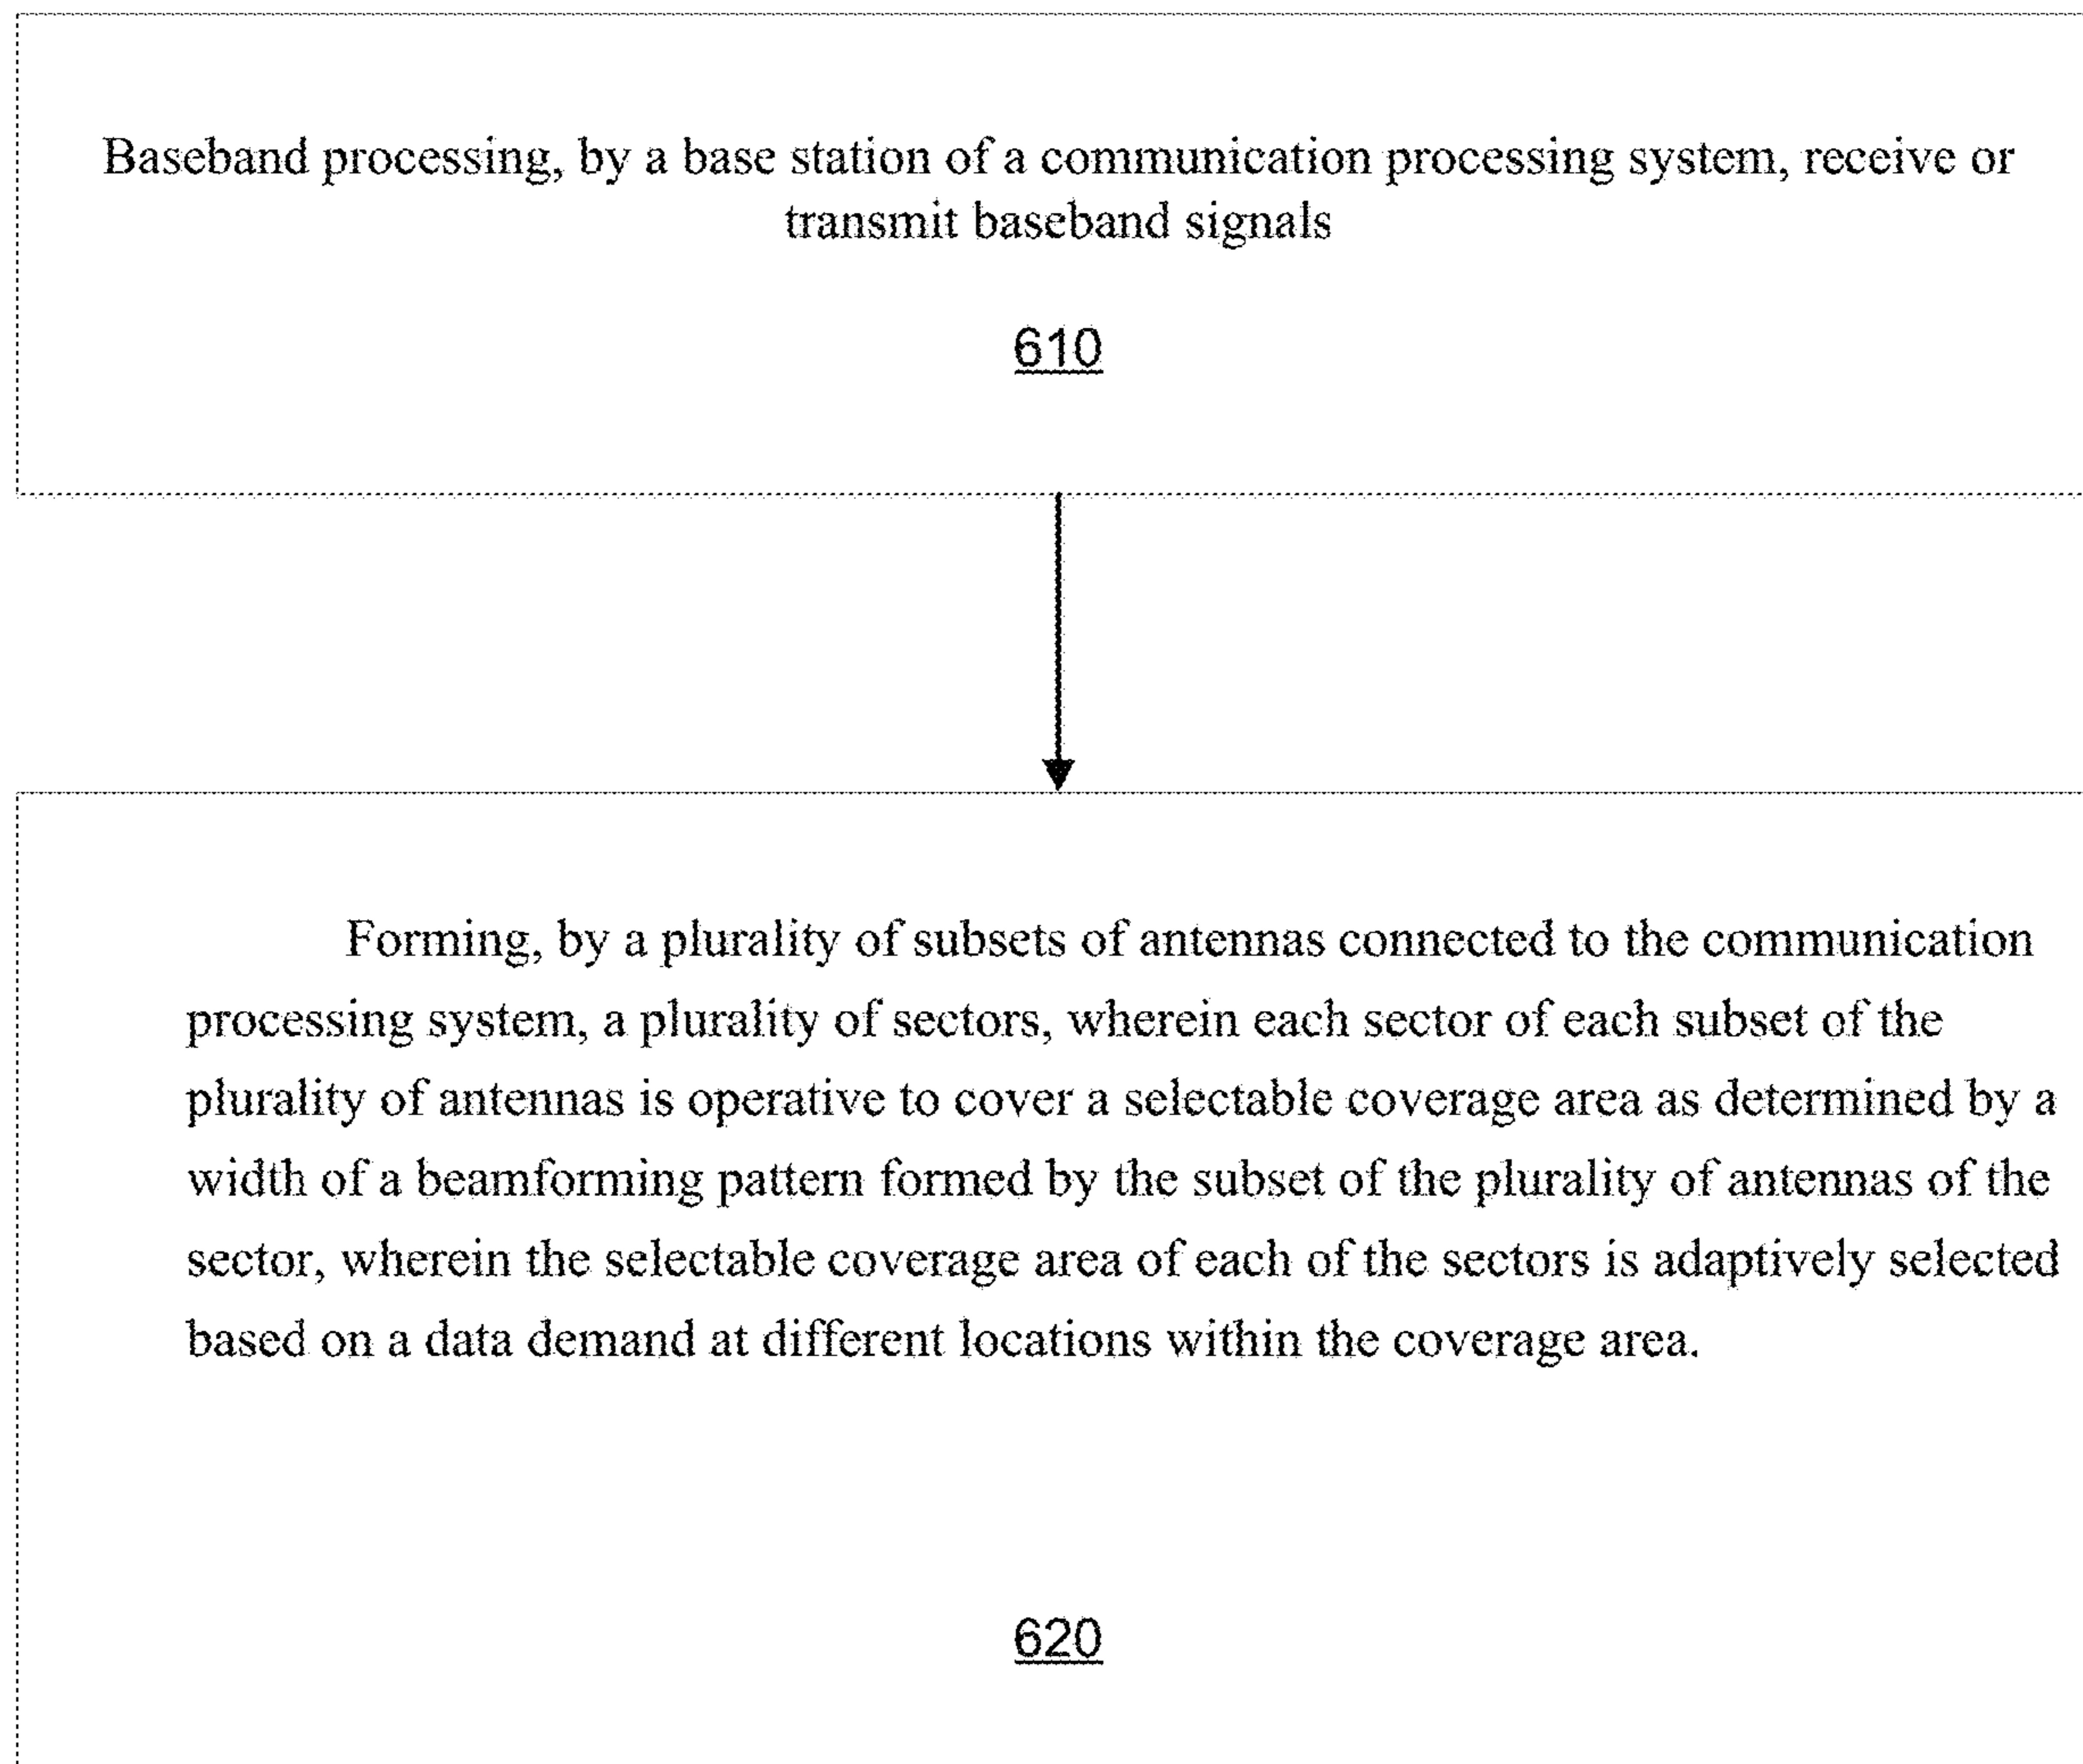 Baseband processing, by a base station of a communication processing system, receive or
transmit baseband signals
610
Forming, by a plurality of subsets of antennas connected to the communication
processing system, a plurality of sectors, wherein each sector of each subset of the
plurality of antennas is operative to cover a selectable coverage area as determined by a
width of a beamforming pattern formed by the subset of the plurality of antennas of the
sector, wherein the selectable coverage area of each of the sectors is adaptively selected
based on a data demand at different locations within the coverage area.
620